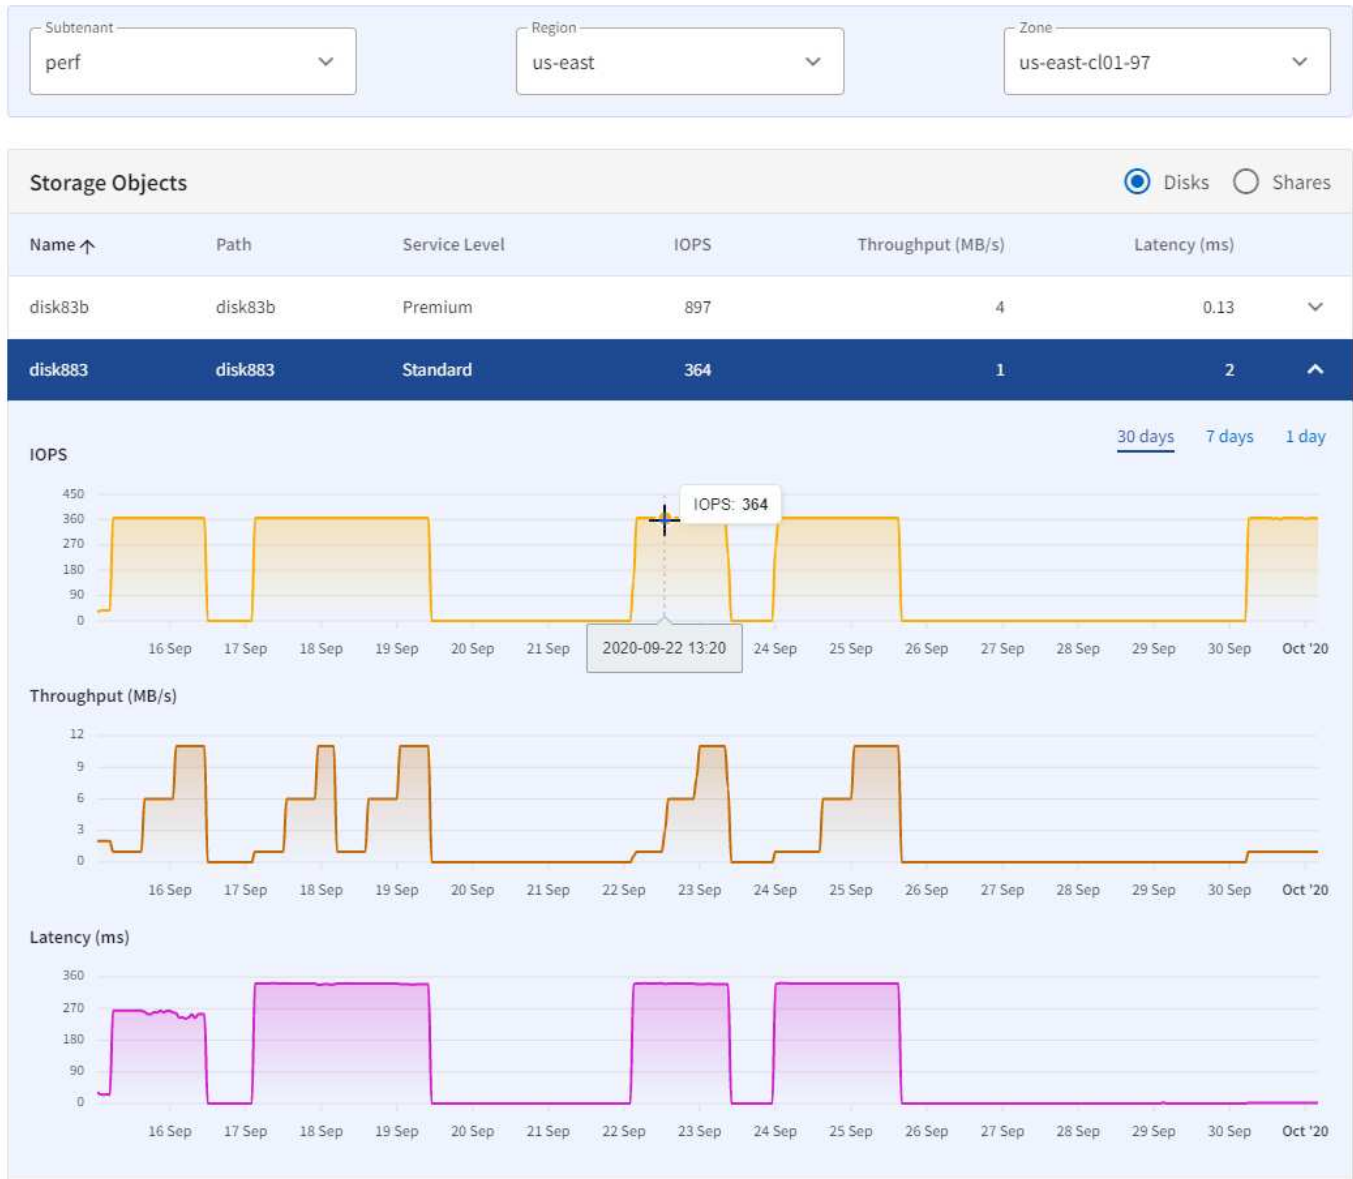 Subtenant Region Zone
perf us-east us-east-cl01-97
Storage Objects Disks Shares
Name Path Service Level IOPS Throughput (MB/s) Latency (ms)
disk83b disk83b Premium 897 4 0.13
disk883 disk883 Standard 364 1 2
30 days 7 days 1 day
IOPS
450
360
270
180
90
0
IOPS: 364
2020-09-22 13:20
16 Sep 17 Sep 18 Sep 19 Sep 20 Sep 21 Sep 24 Sep 25 Sep 26 Sep 27 Sep 28 Sep 29 Sep 30 Sep Oct '20
Throughput (MB/s)
12
9
6
3
0
16 Sep 17 Sep 18 Sep 19 Sep 20 Sep 21 Sep 22 Sep 23 Sep 24 Sep 25 Sep 26 Sep 27 Sep 28 Sep 29 Sep 30 Sep Oct '20
Latency (ms)
360
270
180
90
0
16 Sep 17 Sep 18 Sep 19 Sep 20 Sep 21 Sep 22 Sep 23 Sep 24 Sep 25 Sep 26 Sep 27 Sep 28 Sep 29 Sep 30 Sep Oct '20